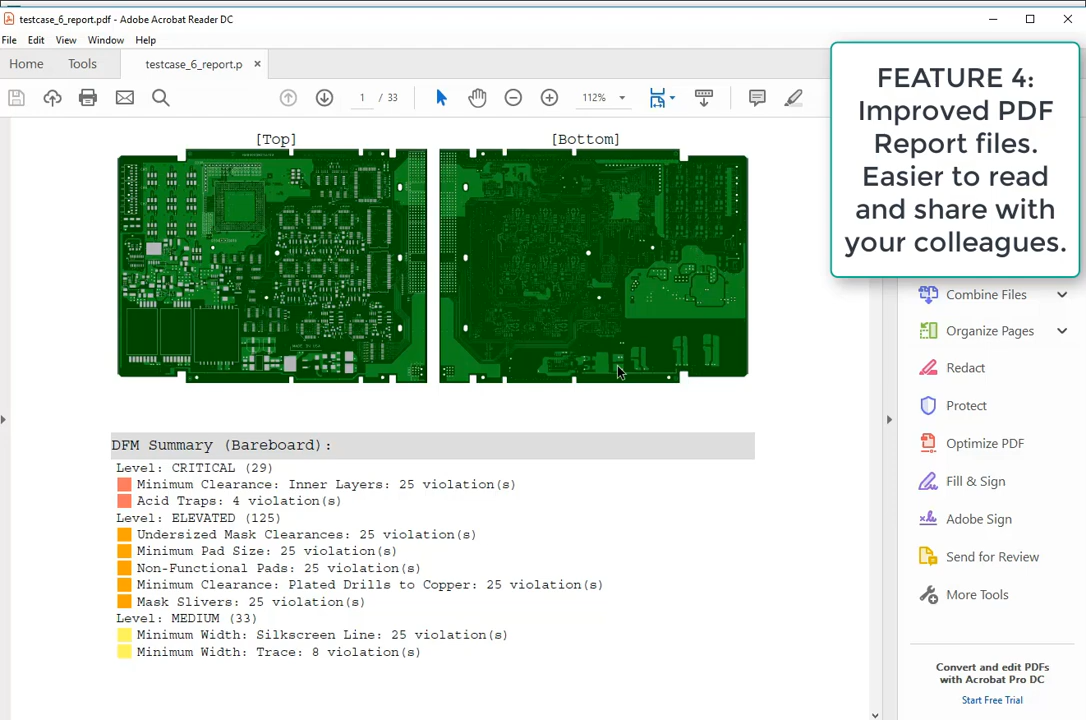 testcase_6_report.pdf - Adobe Acrobat Reader DC
File Edit View Window Help
Home Tools testcase_6_report.p ×
1 / 33 112%
FEATURE 4:
Improved PDF
Report files.
Easier to read
and share with
your colleagues.
[Top] [Bottom]
DFM Summary (Bareboard):
Level: CRITICAL (29)
Minimum Clearance: Inner Layers: 25 violation(s)
Acid Traps: 4 violation(s)
Level: ELEVATED (125)
Undersized Mask Clearances: 25 violation(s)
Minimum Pad Size: 25 violation(s)
Non-Functional Pads: 25 violation(s)
Minimum Clearance: Plated Drills to Copper: 25 violation(s)
Mask Slivers: 25 violation(s)
Level: MEDIUM (33)
Minimum Width: Silkscreen Line: 25 violation(s)
Minimum Width: Trace: 8 violation(s)
Combine Files
Organize Pages
Redact
Protect
Optimize PDF
Fill & Sign
Adobe Sign
Send for Review
More Tools
Convert and edit PDFs
with Acrobat Pro DC
Start Free Trial